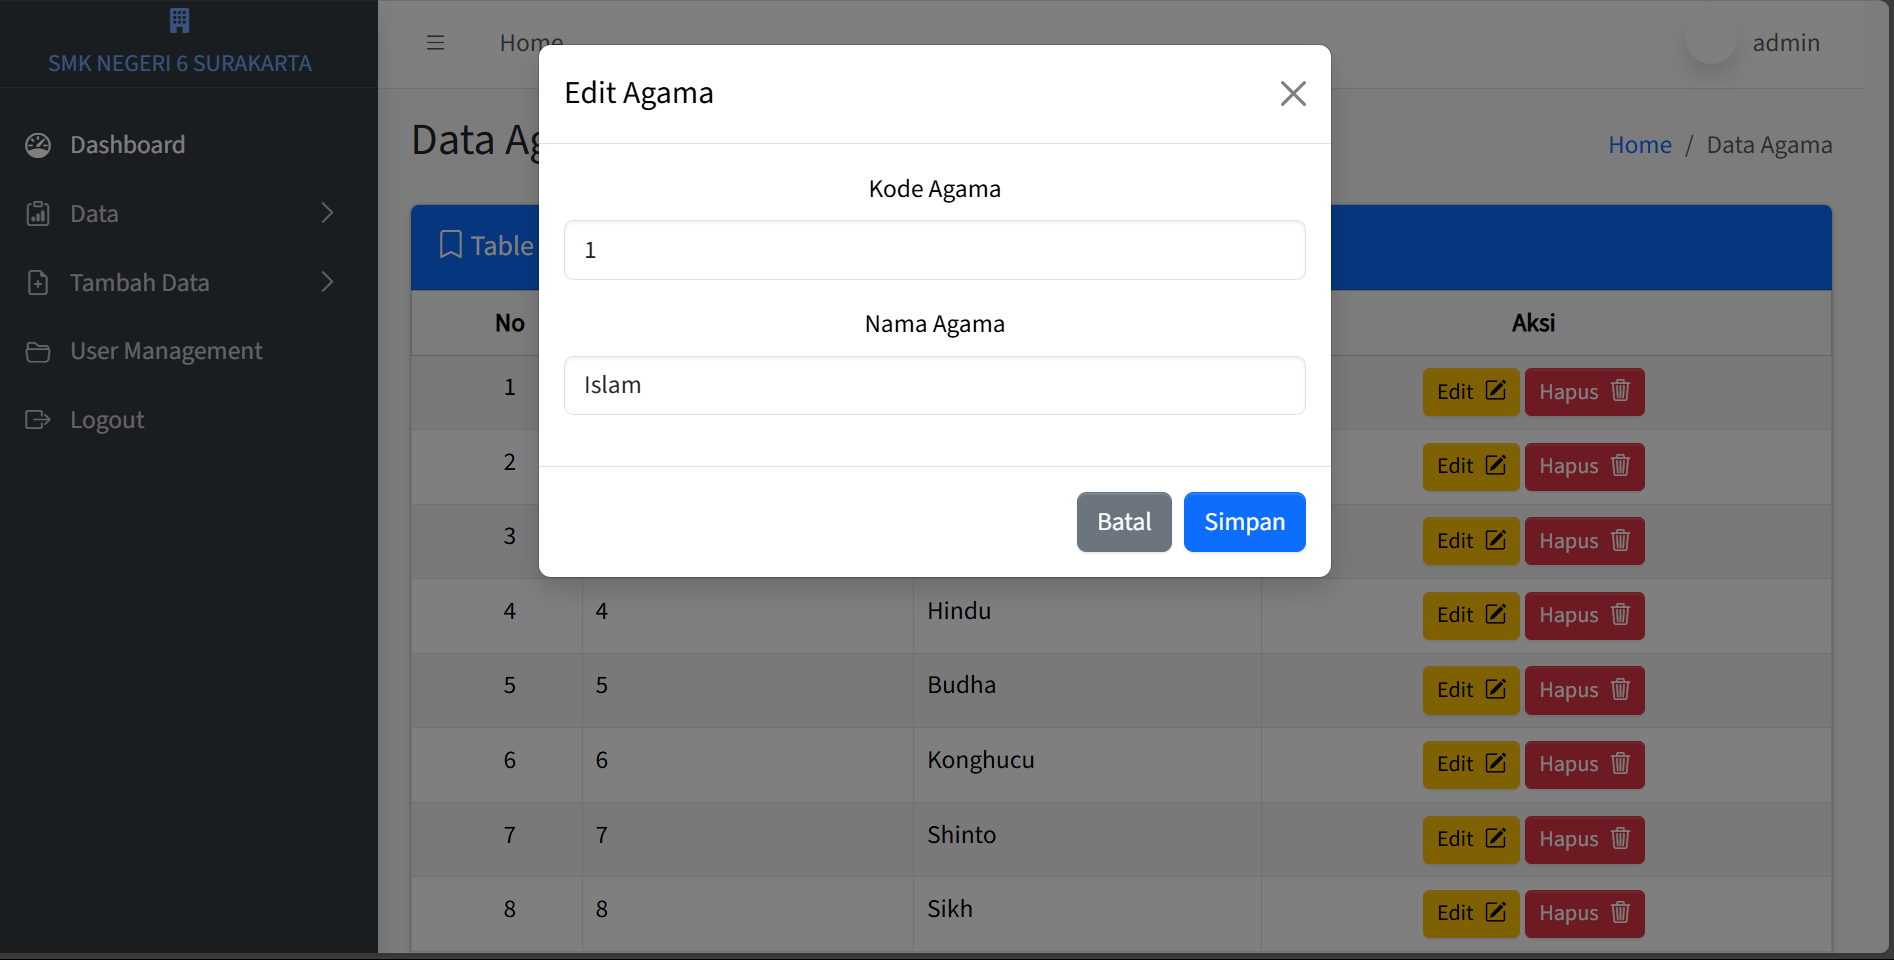 SMK NEGERI 6 SURAKARTA
Dashboard
Data
Tambah Data
User Management
Logout
Home
admin
Home / Data Agama
Table
No
Aksi
1 Edit Hapus
2 Edit Hapus
3 Edit Hapus
4 4 Hindu Edit Hapus
5 5 Budha Edit Hapus
6 6 Konghucu Edit Hapus
7 7 Shinto Edit Hapus
8 8 Sikh Edit Hapus
Edit Agama
Kode Agama
1
Nama Agama
Islam
Batal Simpan
Data